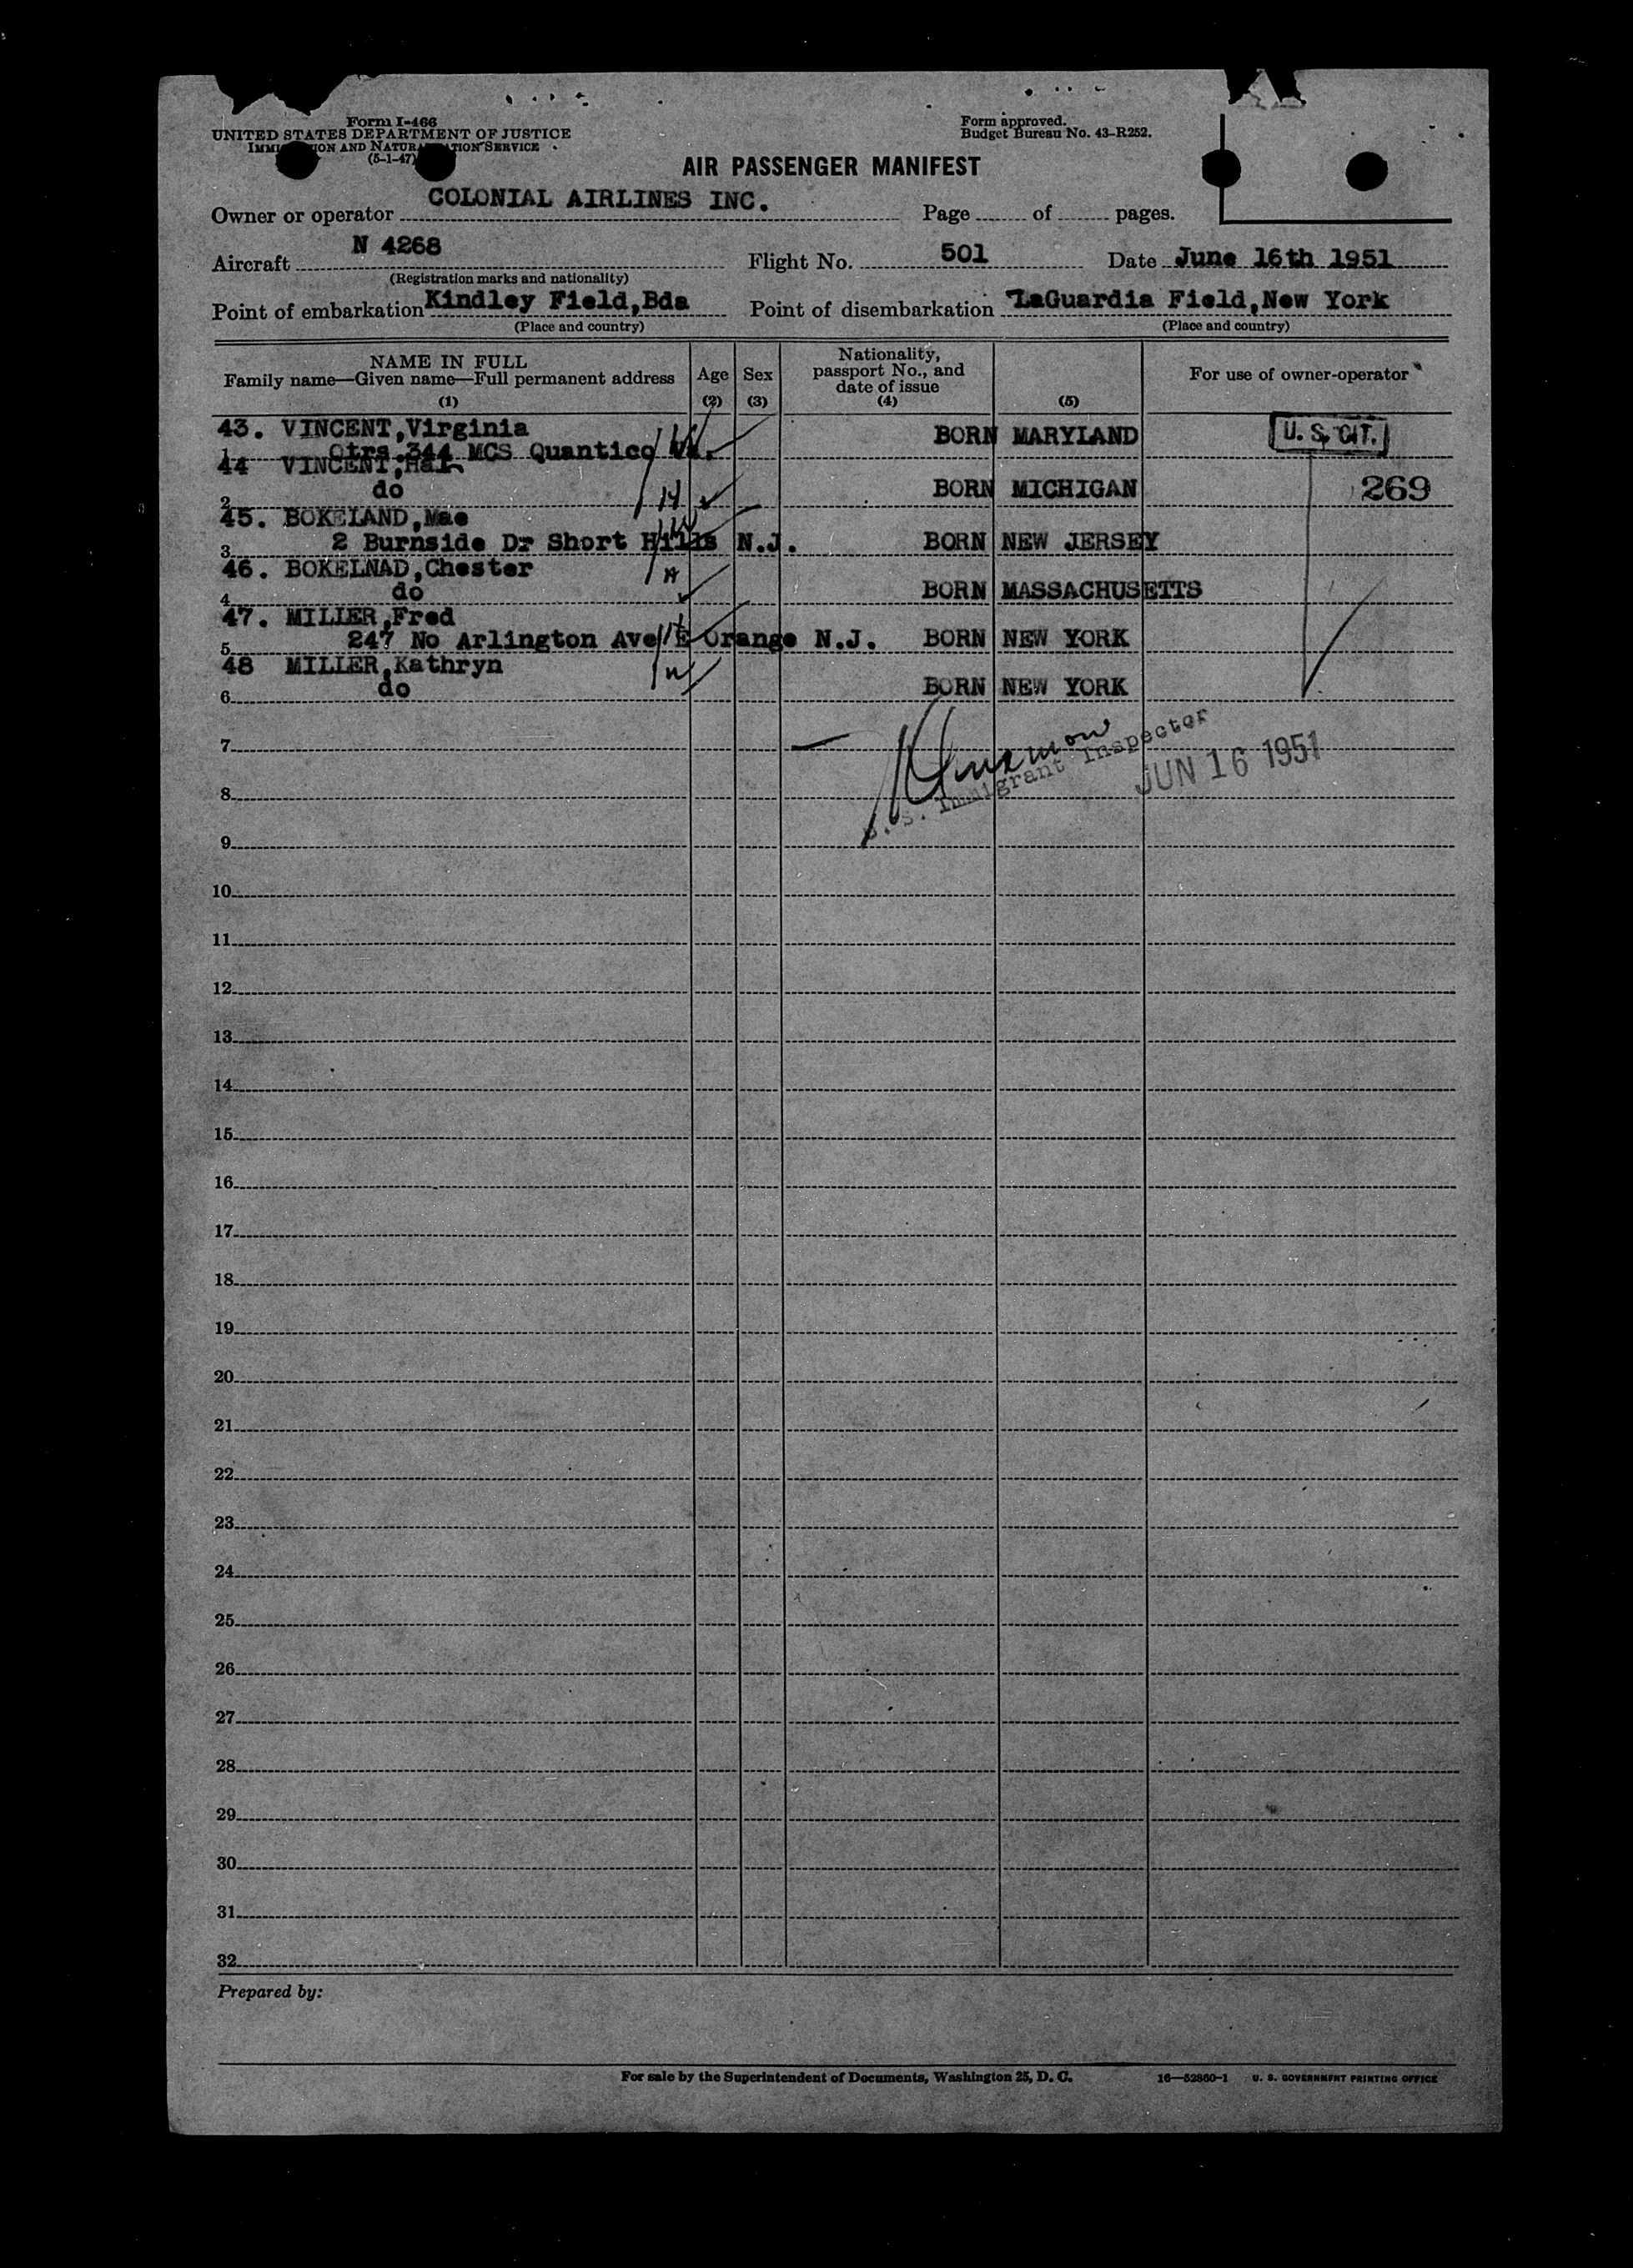 Form I-466
UNITED STATES DEPARTMENT OF JUSTICE
IMMI ION AND NATURA TION SERVICE
(5-1-47)
Form approved.
Budget Bureau No. 43-R252.
AIR PASSENGER MANIFEST
Owner or operator COLONIAL AIRLINES INC. Page of pages.
Aircraft N 4268 Flight No. 501 Date June 16th 1951
(Registration marks and nationality)
Point of embarkation Kindley Field,Bda Point of disembarkation LaGuardia Field,New York
(Place and country) (Place and country)
NAME IN FULL
Family name—Given name—Full permanent address
(1)
Age
(2)
Sex
(3)
Nationality,
passport No., and
date of issue
(4)
(5)
For use of owner-operator
43. VINCENT,Virginia BORN MARYLAND U. S. CIT.
1 Qtrs.344 MCS Quantico
44 VINCENT,Hal
2 do BORN MICHIGAN 269
45. BOKELAND,Mae
3 2 Burnside Dr Short Hills N.J. BORN NEW JERSEY
46. BOKELNAD,Chester
4 do BORN MASSACHUSETTS
47. MILLER,Fred
5 247 No Arlington Ave E Orange N.J. BORN NEW YORK
48 MILLER,Kathryn
6 do BORN NEW YORK
7
U.S. Immigrant Inspector
JUN 16 1951
8
9
10
11
12
13
14
15
16
17
18
19
20
21
22
23
24
25
26
27
28
29
30
31
32
Prepared by:
For sale by the Superintendent of Documents, Washington 25, D. C. 16—52860-1 U. S. GOVERNMENT PRINTING OFFICE